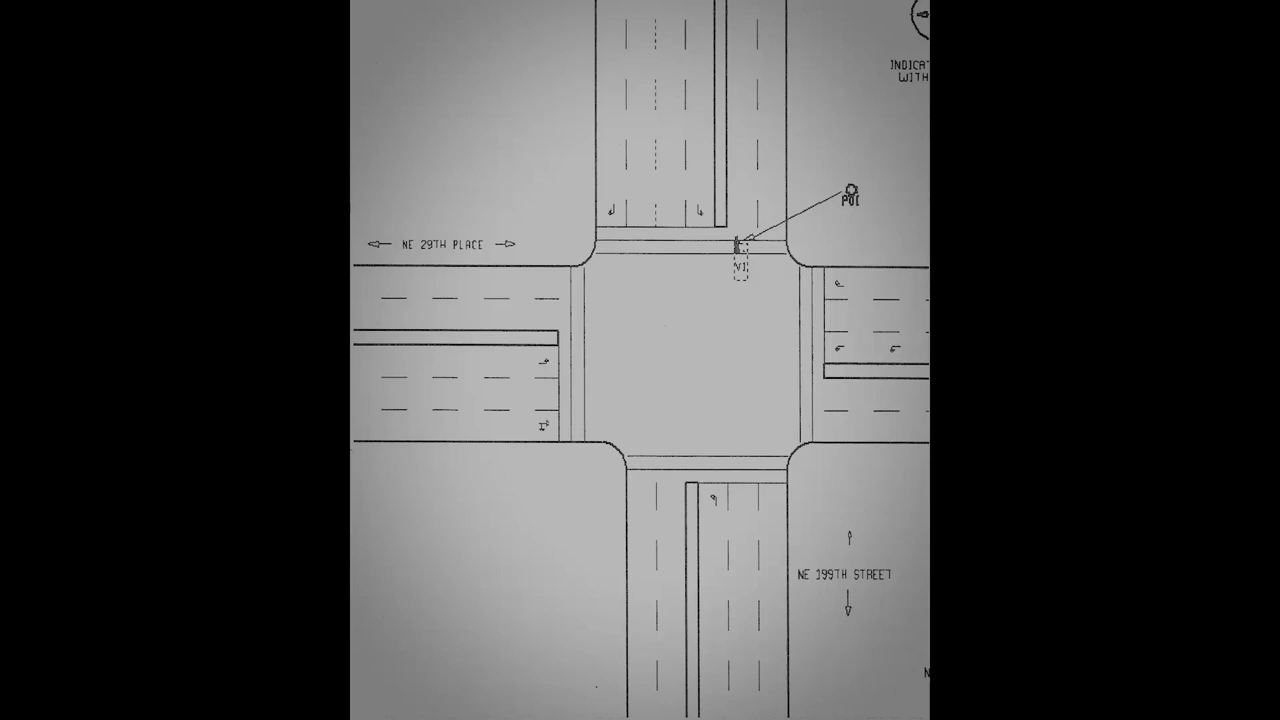 INDICAT
WITH
POI
NE 29TH PLACE
V1
NE 199TH STREET
N